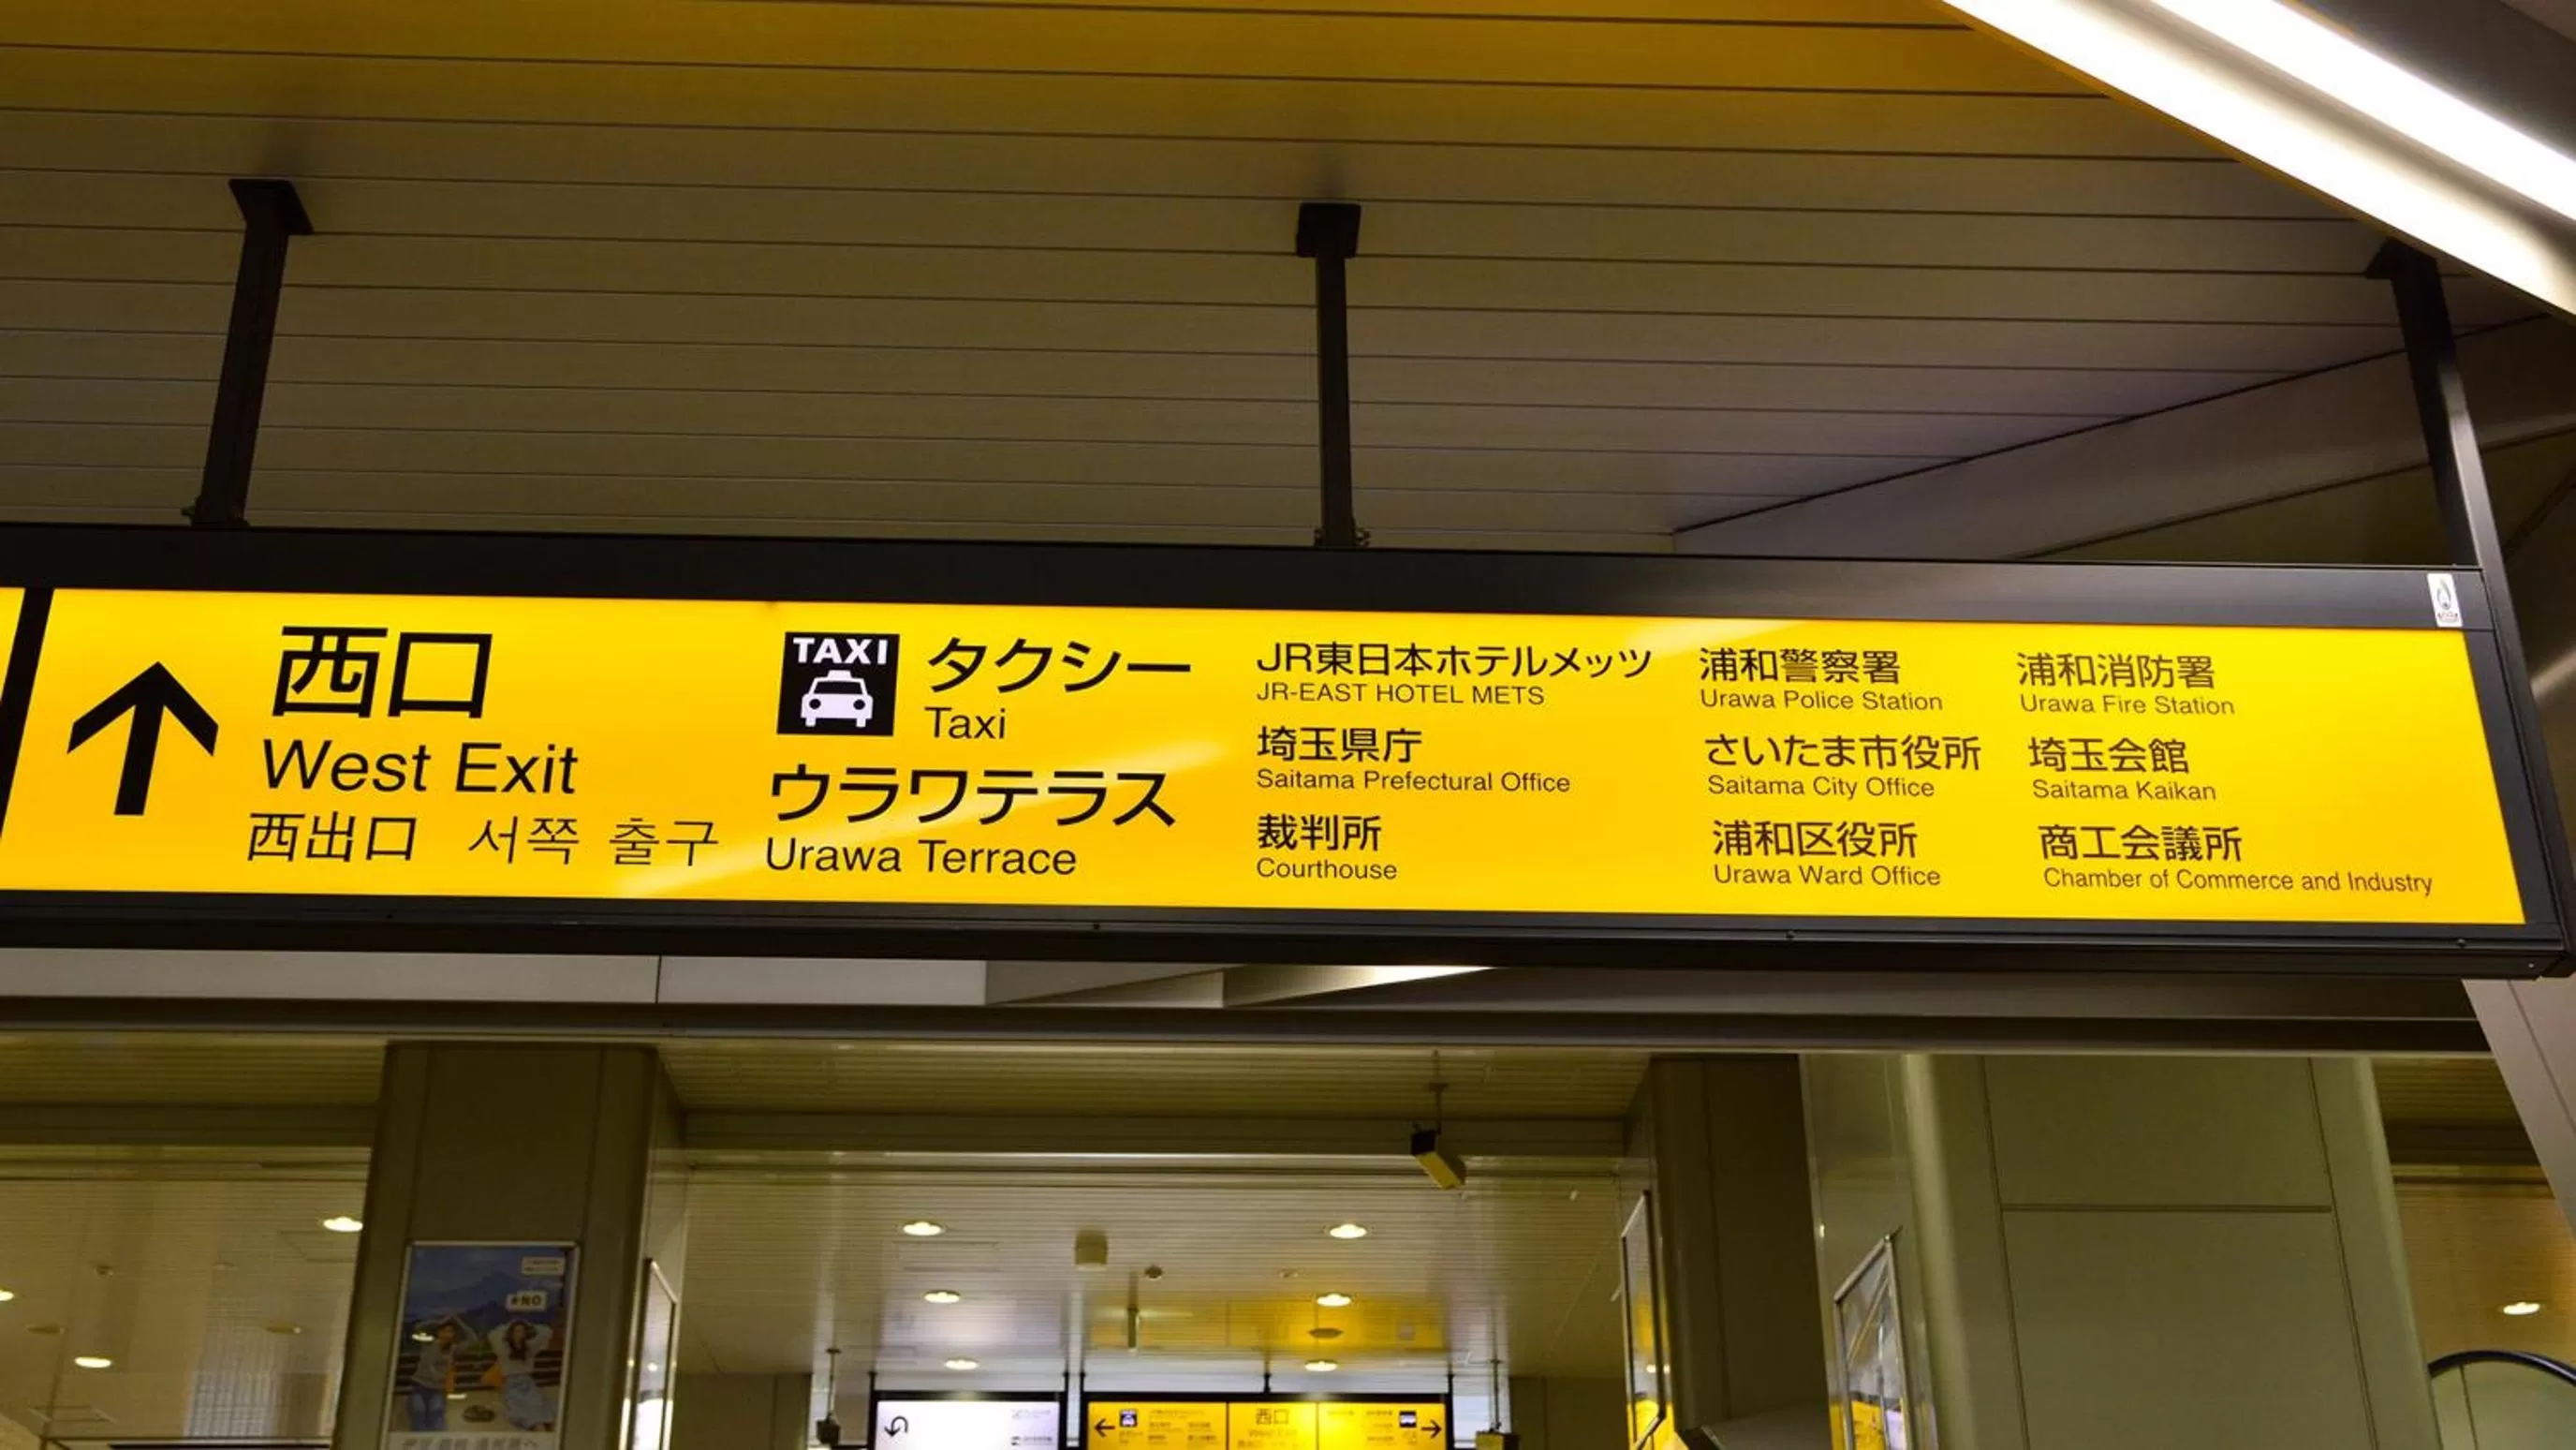 西口
West Exit
西出口 서쪽 출구
TAXI
タクシー
Taxi
ウラワテラス
Urawa Terrace
JR東日本ホテルメッツ
JR-EAST HOTEL METS
埼玉県庁
Saitama Prefectural Office
裁判所
Courthouse
浦和警察署
Urawa Police Station
さいたま市役所
Saitama City Office
浦和区役所
Urawa Ward Office
浦和消防署
Urawa Fire Station
埼玉会館
Saitama Kaikan
商工会議所
Chamber of Commerce and Industry
西口
West Exit